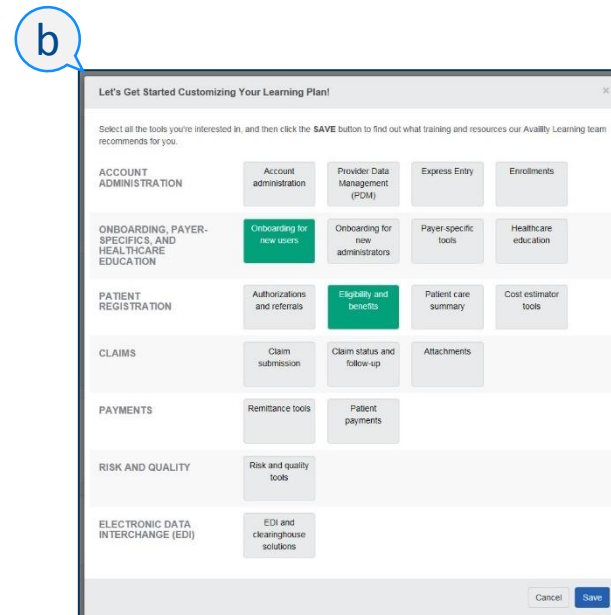 b
Let's Get Started Customizing Your Learning Plan!
×
Select all the tools you're interested in, and then click the SAVE button to find out what training and resources our Availity Learning team
recommends for you.
ACCOUNT
ADMINISTRATION
Account
administration
Provider Data
Management
(PDM)
Express Entry
Enrollments
ONBOARDING, PAYER-
SPECIFICS, AND
HEALTHCARE
EDUCATION
Onboarding for
new users
Onboarding for
new
administrators
Payer-specific
tools
Healthcare
education
PATIENT
REGISTRATION
Authorizations
and referrals
Eligibility and
benefits
Patient care
summary
Cost estimator
tools
CLAIMS
Claim
submission
Claim status and
follow-up
Attachments
PAYMENTS
Remittance tools
Patient
payments
RISK AND QUALITY
Risk and quality
tools
ELECTRONIC DATA
INTERCHANGE (EDI)
EDI and
clearinghouse
solutions
Cancel
Save